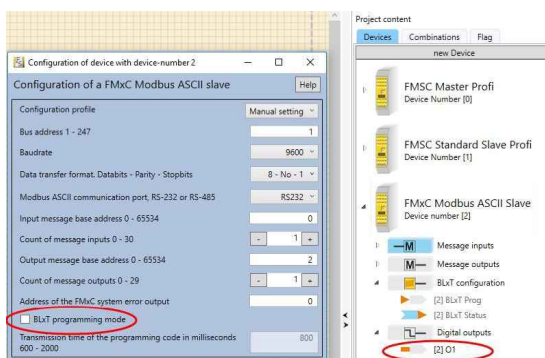 Configuration of device with device-number 2
Configuration of a FMxC Modbus ASCII slave
Help
Configuration profile
Manual setting
Bus address 1 - 247
1
Baudrate
9600
Data transfer format. Databits - Parity - Stopbits
8 - No - 1
Modbus ASCII communication port, RS-232 or RS-485
RS232
Input message base address 0 - 65534
0
Count of message inputs 0 - 30
- 1 +
Output message base address 0 - 65534
2
Count of message outputs 0 - 29
- 1 +
Address of the FMxC system error output
0
BLxT programming mode
Transmission time of the programming code in milliseconds
600 - 2000
800
Project content
Devices Combinations Flag
new Device
FMSC Master Profi
Device Number [0]
FMSC Standard Slave Profi
Device Number [1]
FMxC Modbus ASCII Slave
Device number [2]
M Message inputs
M Message outputs
BLxT configuration
[2] BLxT Prog
[2] BLxT Status
Digital outputs
[2] O1